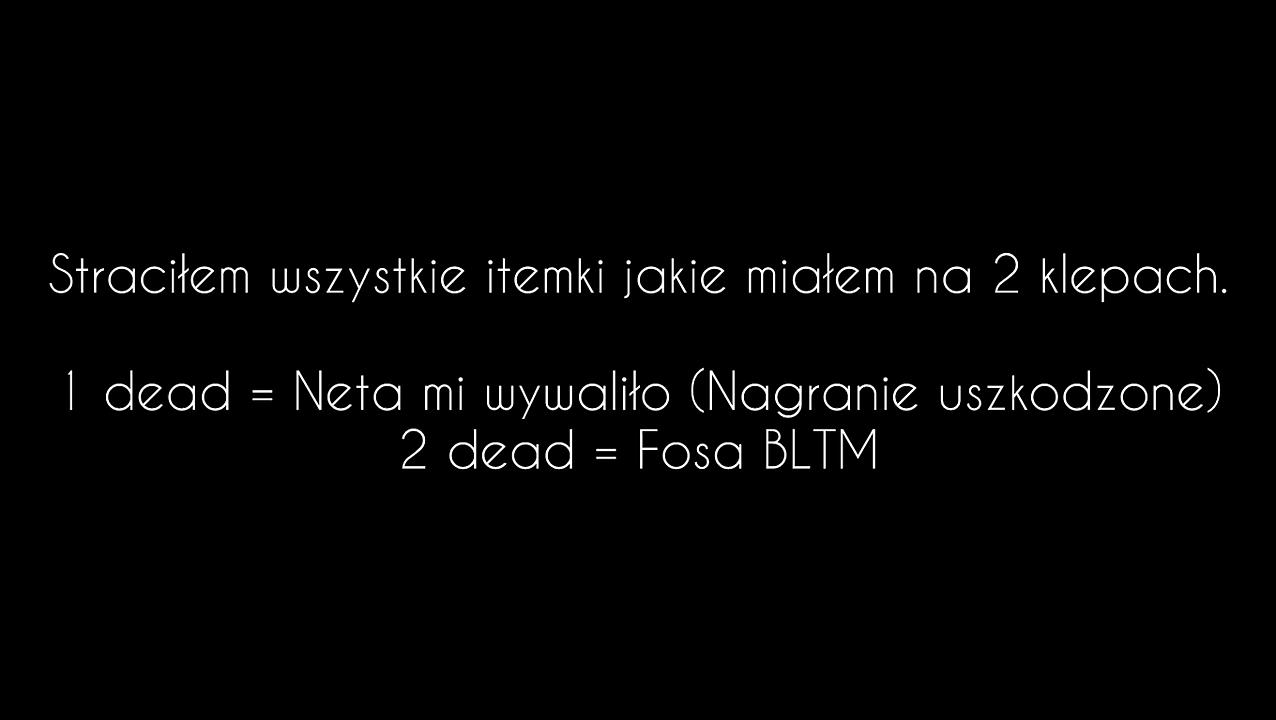 Straciłem wszystkie itemki jakie miałem na 2 klepach.
1 dead = Neta mi wywaliło (Nagranie uszkodzone)
2 dead = Fosa BLTM